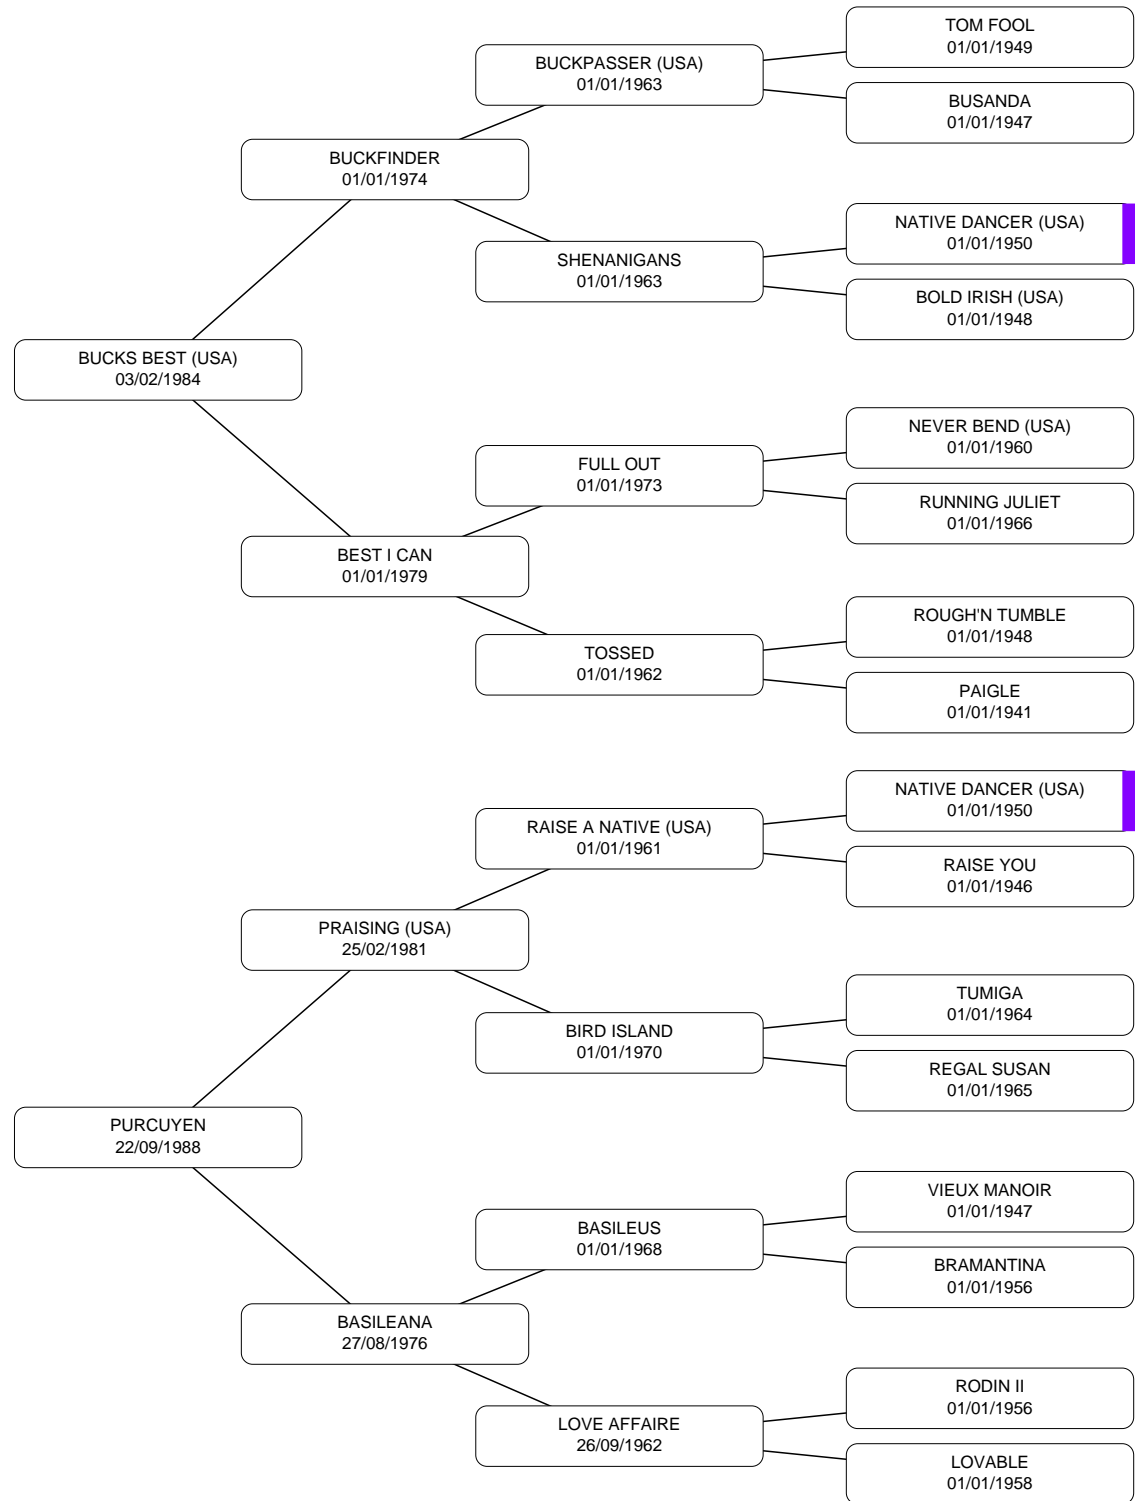 TOM FOOL
01/01/1949
BUCKPASSER (USA)
01/01/1963
BUSANDA
01/01/1947
BUCKFINDER
01/01/1974
NATIVE DANCER (USA)
01/01/1950
SHENANIGANS
01/01/1963
BOLD IRISH (USA)
01/01/1948
BUCKS BEST (USA)
03/02/1984
NEVER BEND (USA)
01/01/1960
FULL OUT
01/01/1973
RUNNING JULIET
01/01/1966
BEST I CAN
01/01/1979
ROUGH'N TUMBLE
01/01/1948
TOSSED
01/01/1962
PAIGLE
01/01/1941
NATIVE DANCER (USA)
01/01/1950
RAISE A NATIVE (USA)
01/01/1961
RAISE YOU
01/01/1946
PRAISING (USA)
25/02/1981
TUMIGA
01/01/1964
BIRD ISLAND
01/01/1970
REGAL SUSAN
01/01/1965
PURCUYEN
22/09/1988
VIEUX MANOIR
01/01/1947
BASILEUS
01/01/1968
BRAMANTINA
01/01/1956
BASILEANA
27/08/1976
RODIN II
01/01/1956
LOVE AFFAIRE
26/09/1962
LOVABLE
01/01/1958